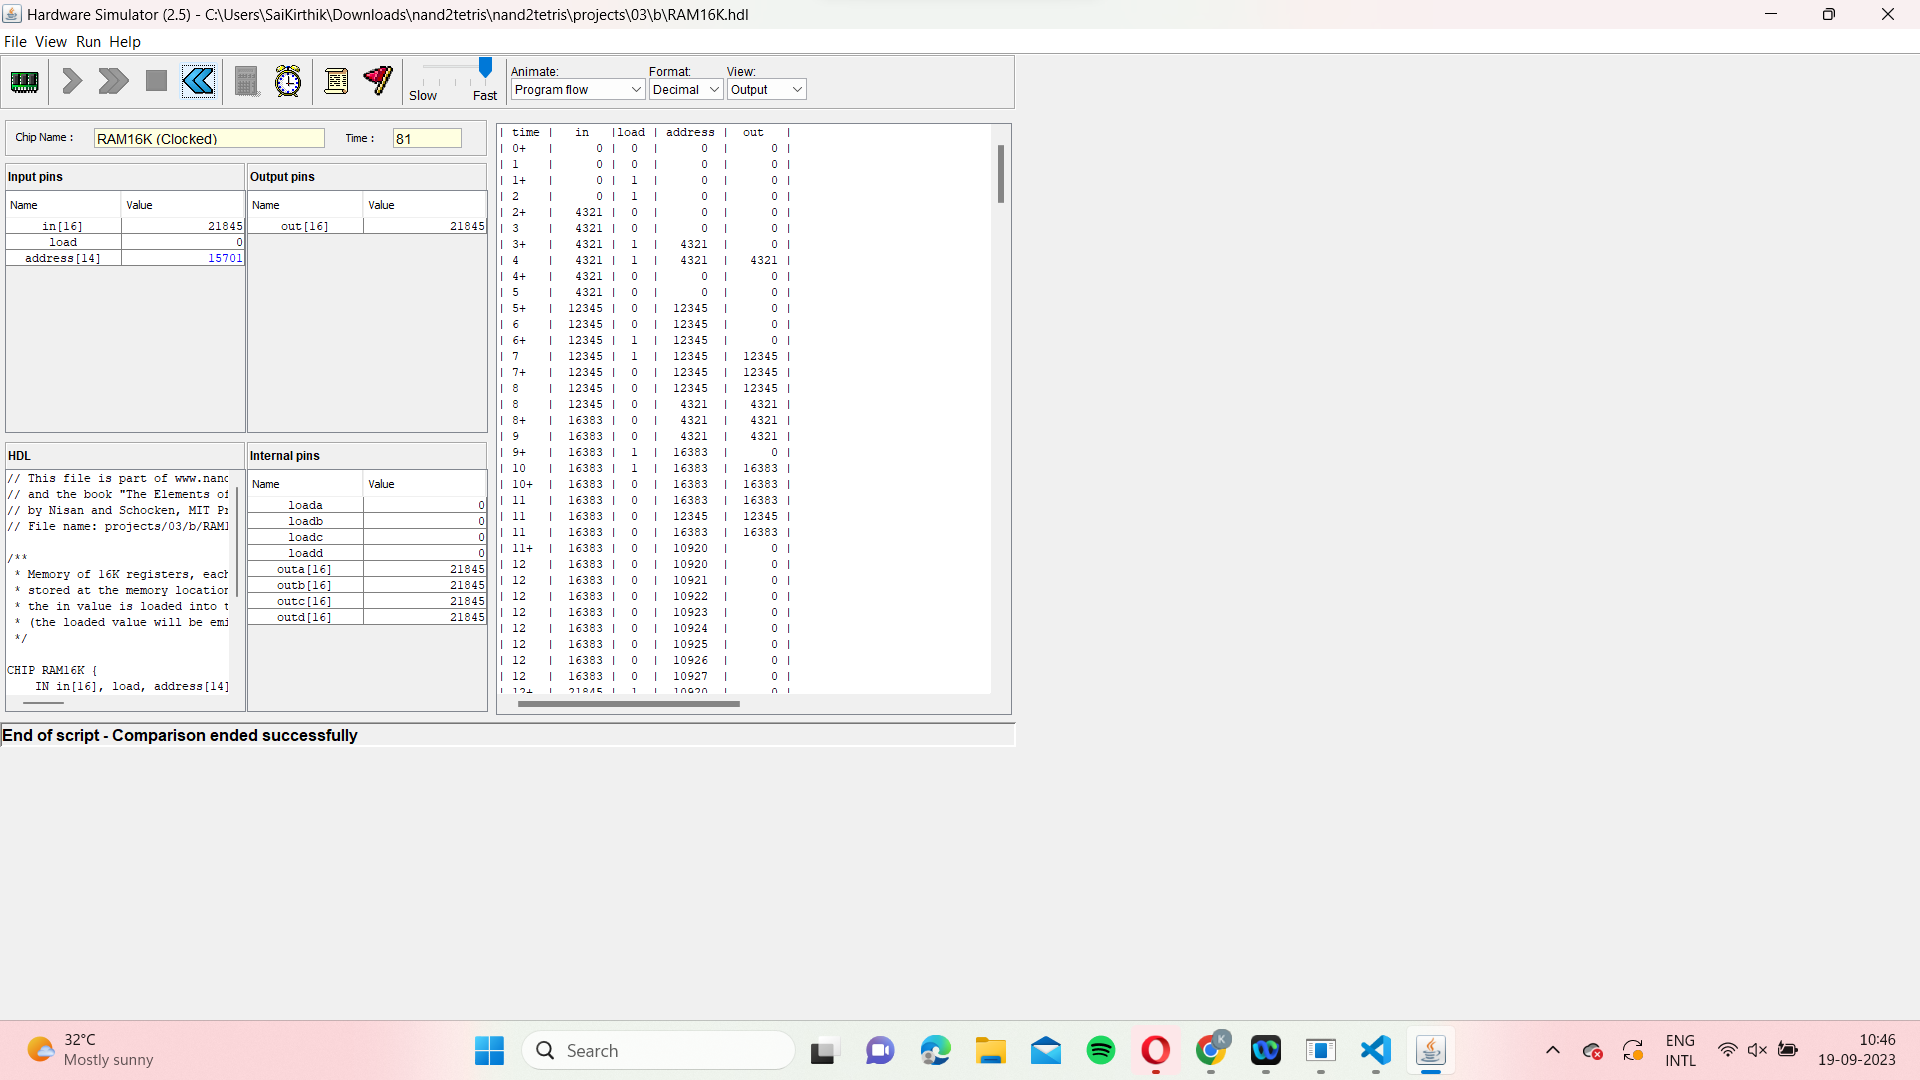 Hardware Simulator (2.5) - C:\Users\SaiKirthik\Downloads\nand2tetris\nand2tetris\projects\03\b\RAM16K.hdl
File View Run Help
Slow Fast
Animate: Format: View:
Program flow Decimal Output
Chip Name : RAM16K (Clocked) Time : 81
Input pins
Name Value
in[16] 21845
load 0
address[14] 15701
Output pins
Name Value
out[16] 21845
HDL
// This file is part of www.nand
// and the book "The Elements of
// by Nisan and Schocken, MIT Pr
// File name: projects/03/b/RAM1
/**
* Memory of 16K registers, each
* stored at the memory location
* the in value is loaded into t
* (the loaded value will be emi
*/
CHIP RAM16K {
IN in[16], load, address[14]
Internal pins
Name Value
loada 0
loadb 0
loadc 0
loadd 0
outa[16] 21845
outb[16] 21845
outc[16] 21845
outd[16] 21845
| time | in |load | address | out |
| 0+ | 0 | 0 | 0 | 0 |
| 1 | 0 | 0 | 0 | 0 |
| 1+ | 0 | 1 | 0 | 0 |
| 2 | 0 | 1 | 0 | 0 |
| 2+ | 4321 | 0 | 0 | 0 |
| 3 | 4321 | 0 | 0 | 0 |
| 3+ | 4321 | 1 | 4321 | 0 |
| 4 | 4321 | 1 | 4321 | 4321 |
| 4+ | 4321 | 0 | 0 | 0 |
| 5 | 4321 | 0 | 0 | 0 |
| 5+ | 12345 | 0 | 12345 | 0 |
| 6 | 12345 | 0 | 12345 | 0 |
| 6+ | 12345 | 1 | 12345 | 0 |
| 7 | 12345 | 1 | 12345 | 12345 |
| 7+ | 12345 | 0 | 12345 | 12345 |
| 8 | 12345 | 0 | 12345 | 12345 |
| 8 | 12345 | 0 | 4321 | 4321 |
| 8+ | 16383 | 0 | 4321 | 4321 |
| 9 | 16383 | 0 | 4321 | 4321 |
| 9+ | 16383 | 1 | 16383 | 0 |
| 10 | 16383 | 1 | 16383 | 16383 |
| 10+ | 16383 | 0 | 16383 | 16383 |
| 11 | 16383 | 0 | 16383 | 16383 |
| 11 | 16383 | 0 | 12345 | 12345 |
| 11 | 16383 | 0 | 16383 | 16383 |
| 11+ | 16383 | 0 | 10920 | 0 |
| 12 | 16383 | 0 | 10920 | 0 |
| 12 | 16383 | 0 | 10921 | 0 |
| 12 | 16383 | 0 | 10922 | 0 |
| 12 | 16383 | 0 | 10923 | 0 |
| 12 | 16383 | 0 | 10924 | 0 |
| 12 | 16383 | 0 | 10925 | 0 |
| 12 | 16383 | 0 | 10926 | 0 |
| 12 | 16383 | 0 | 10927 | 0 |
| 12+ | 21845 | 1 | 10920 | 0 |
End of script - Comparison ended successfully
32°C
Mostly sunny
Search
K
ENG
INTL
10:46
19-09-2023